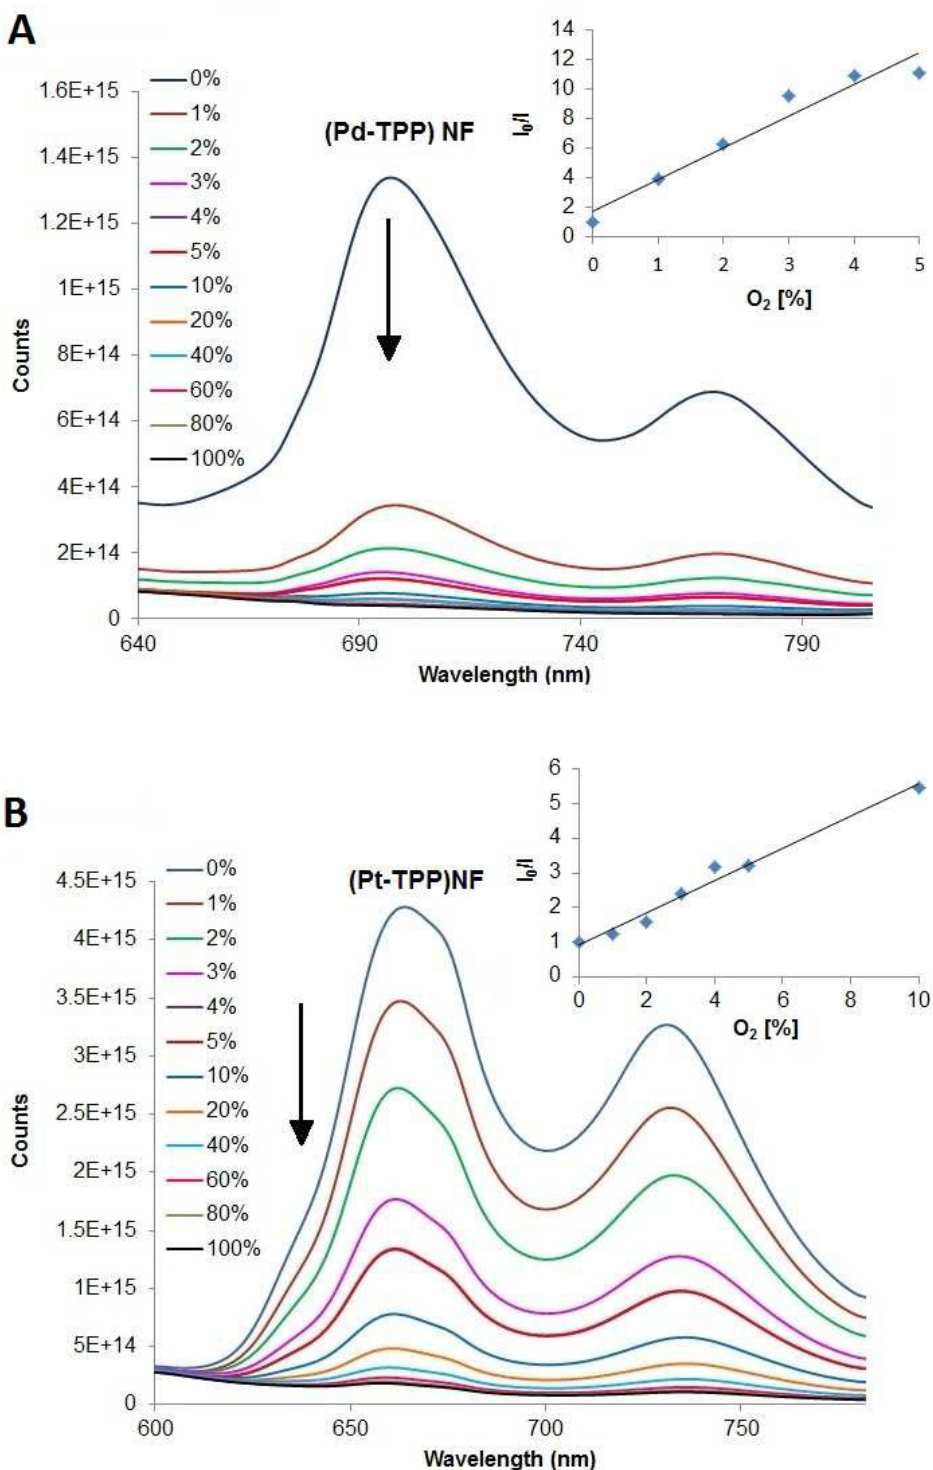 A
(Pd-TPP) NF
Counts
1.6E+15
1.4E+15
1.2E+15
1E+15
8E+14
6E+14
4E+14
2E+14
0
0%
1%
2%
3%
4%
5%
10%
20%
40%
60%
80%
100%
640
690
740
790
Wavelength (nm)
I0/I
14
12
10
8
6
4
2
0
0
1
2
3
4
5
O2 [%]
B
(Pt-TPP)NF
Counts
4.5E+15
4E+15
3.5E+15
3E+15
2.5E+15
2E+15
1.5E+15
1E+15
5E+14
0
0%
1%
2%
3%
4%
5%
10%
20%
40%
60%
80%
100%
600
650
700
750
Wavelength (nm)
I0/I
6
5
4
3
2
1
0
0
2
4
6
8
10
O2 [%]